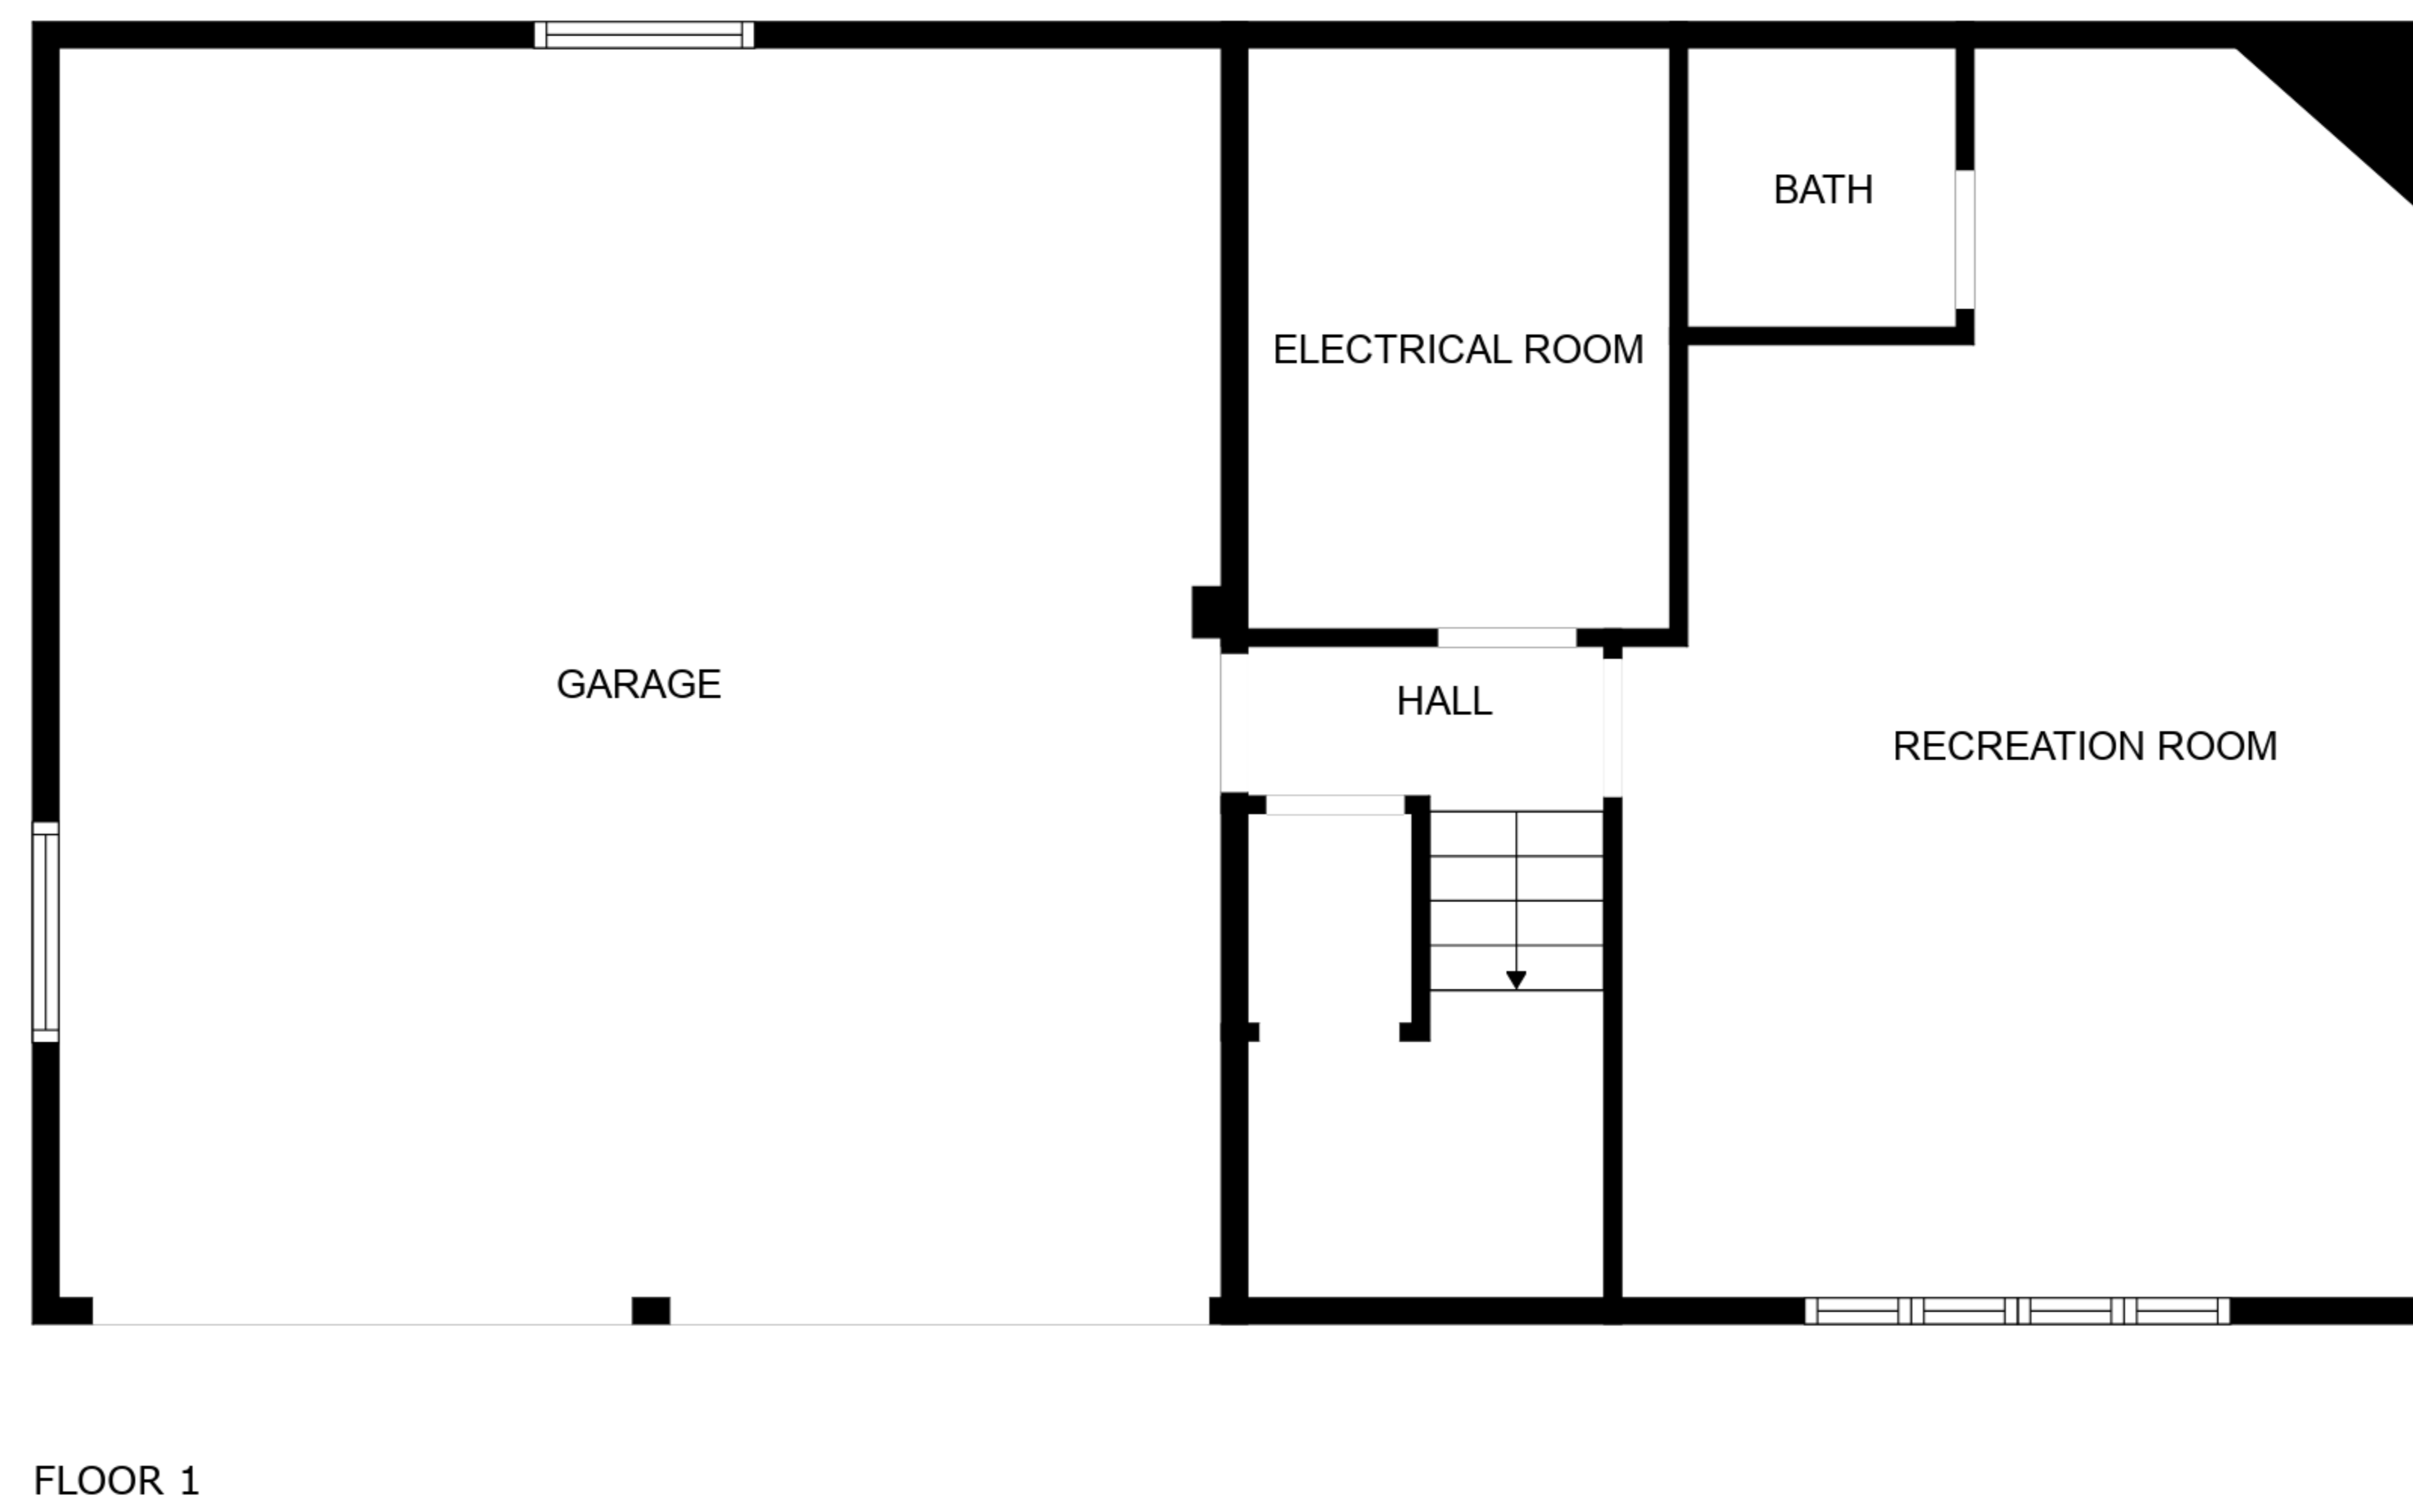 BATH
ELECTRICAL ROOM
GARAGE
HALL
RECREATION ROOM
FLOOR 1